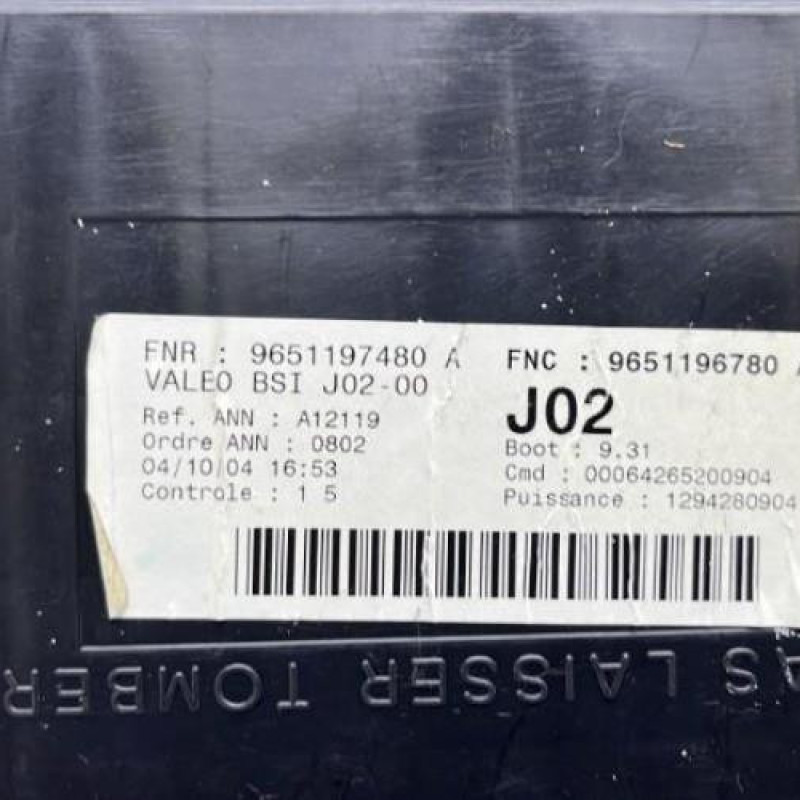 FNR : 9651197480 A
VALEO BSI J02-00
Ref. ANN : A12119
Ordre ANN : 0802
04/10/04 16:53
Controle : 1 5
FNC : 9651196780
J02
Boot : 9.31
Cmd : 00064265200904
Puissance : 1294280904
LAISSER TOMBER